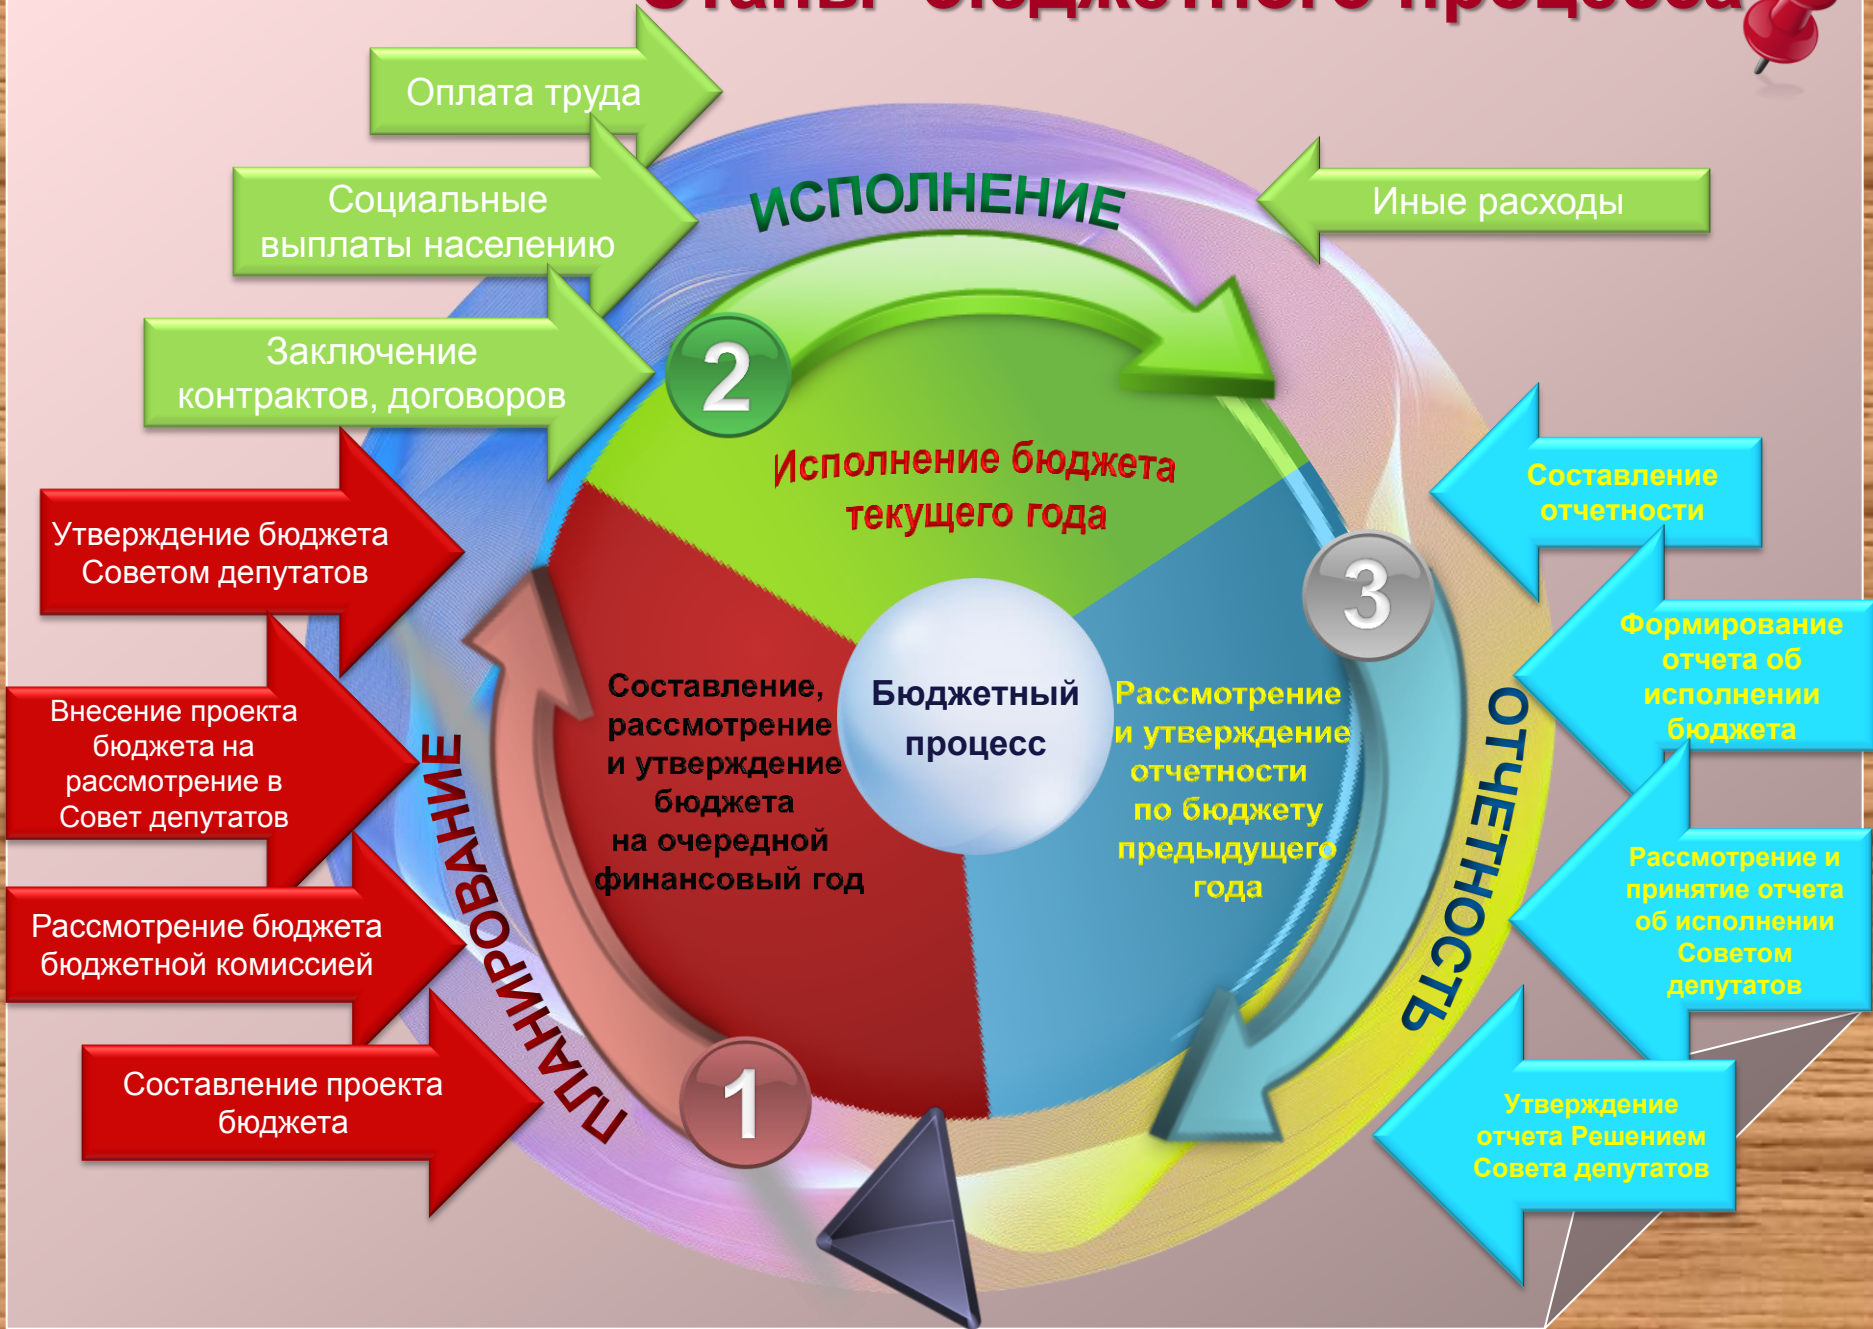 Этапы бюджетного процесса
Оплата труда
Социальные
выплаты населению
Заключение
контрактов, договоров
Иные расходы
ИСПОЛНЕНИЕ
2
Исполнение бюджета
текущего года
Утверждение бюджета
Советом депутатов
Внесение проекта
бюджета на
рассмотрение в
Совет депутатов
Рассмотрение бюджета
бюджетной комиссией
Составление проекта
бюджета
ПЛАНИРОВАНИЕ
1
Составление,
рассмотрение
и утверждение
бюджета
на очередной
финансовый год
Бюджетный
процесс
Рассмотрение
и утверждение
отчетности
по бюджету
предыдущего
года
3
ОТЧЕТНОСТЬ
Составление
отчетности
Формирование
отчета об
исполнении
бюджета
Рассмотрение и
принятие отчета
об исполнении
Советом
депутатов
Утверждение
отчета Решением
Совета депутатов